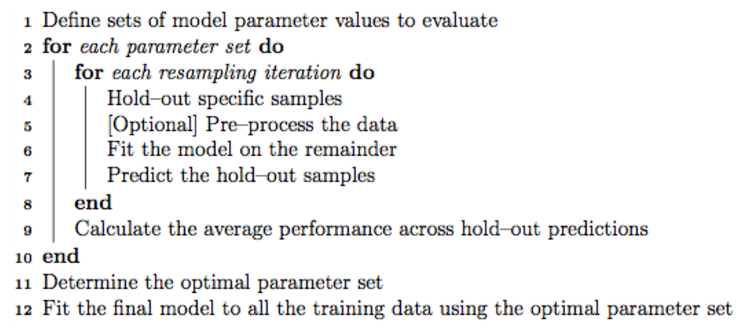 1 Define sets of model parameter values to evaluate
2 for each parameter set do
3 for each resampling iteration do
4 Hold–out specific samples
5 [Optional] Pre–process the data
6 Fit the model on the remainder
7 Predict the hold–out samples
8 end
9 Calculate the average performance across hold–out predictions
10 end
11 Determine the optimal parameter set
12 Fit the final model to all the training data using the optimal parameter set